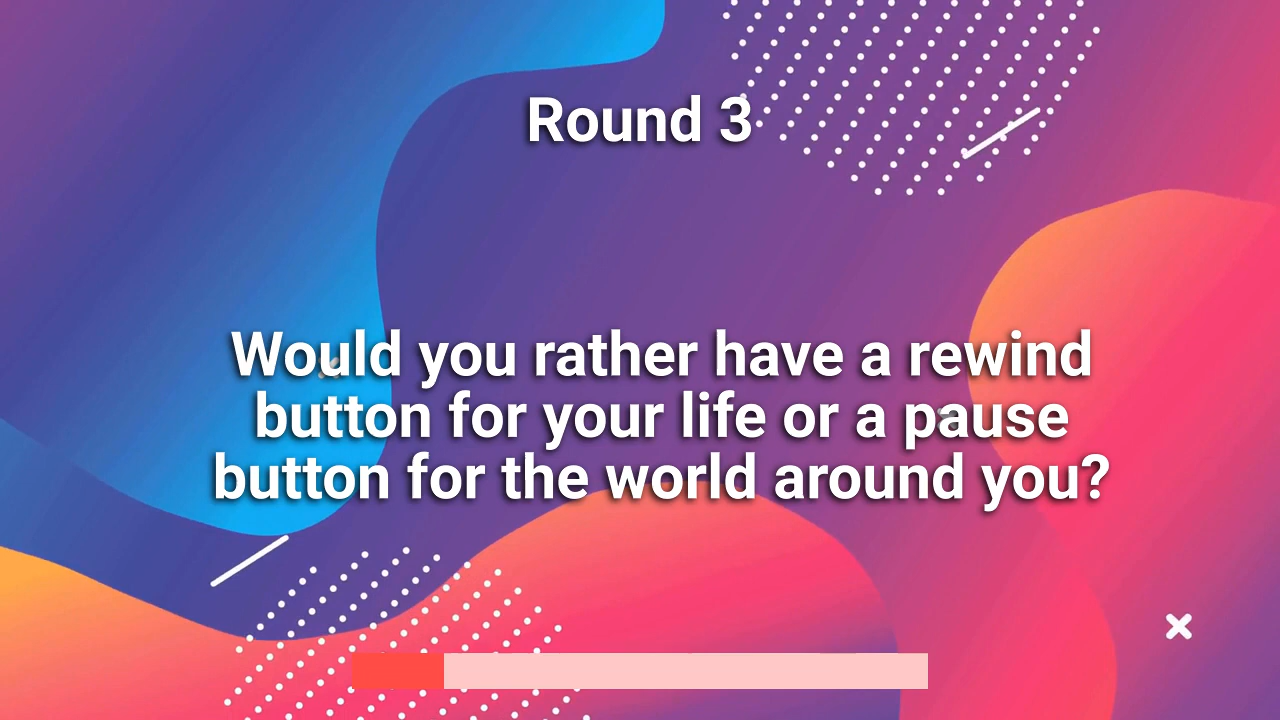 Round 3
Would you rather have a rewind
button for your life or a pause
button for the world around you?